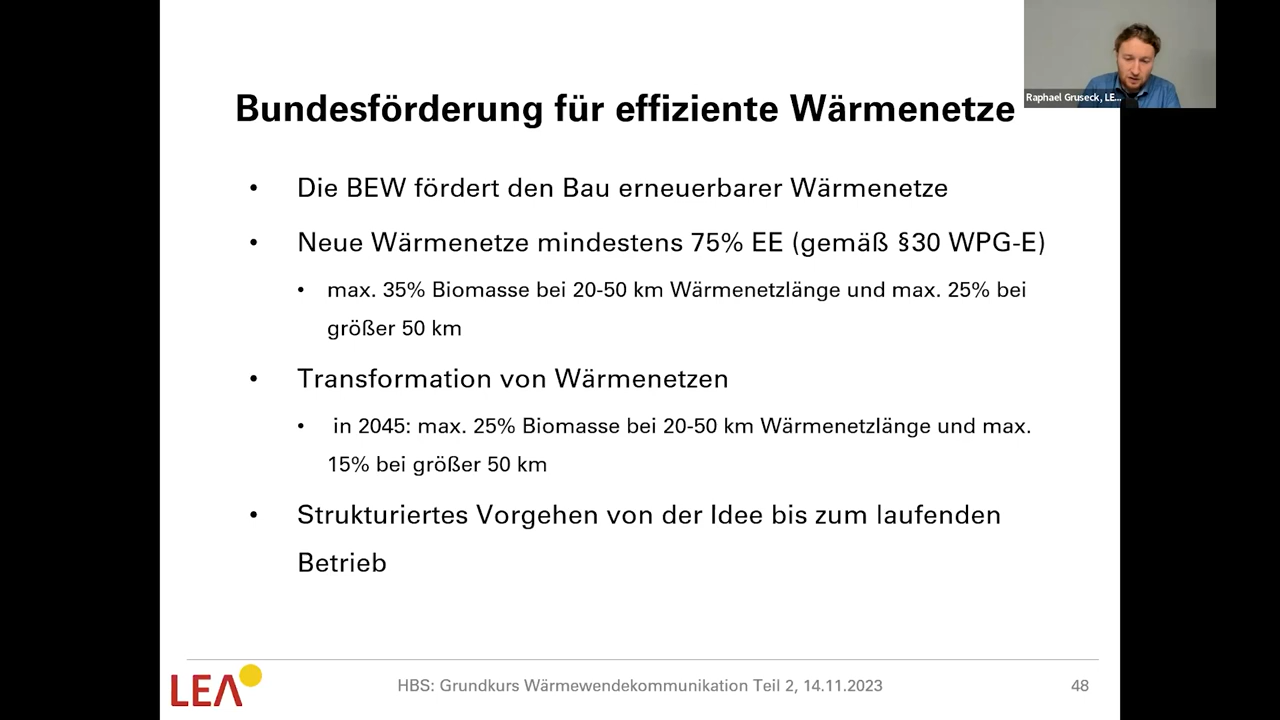 Raphael Gruseck, LE...
Bundesförderung für effiziente Wärmenetze
• Die BEW fördert den Bau erneuerbarer Wärmenetze
• Neue Wärmenetze mindestens 75% EE (gemäß §30 WPG-E)
• max. 35% Biomasse bei 20-50 km Wärmenetzlänge und max. 25% bei
größer 50 km
• Transformation von Wärmenetzen
• in 2045: max. 25% Biomasse bei 20-50 km Wärmenetzlänge und max.
15% bei größer 50 km
• Strukturiertes Vorgehen von der Idee bis zum laufenden
Betrieb
LEA
HBS: Grundkurs Wärmewendekommunikation Teil 2, 14.11.2023
48